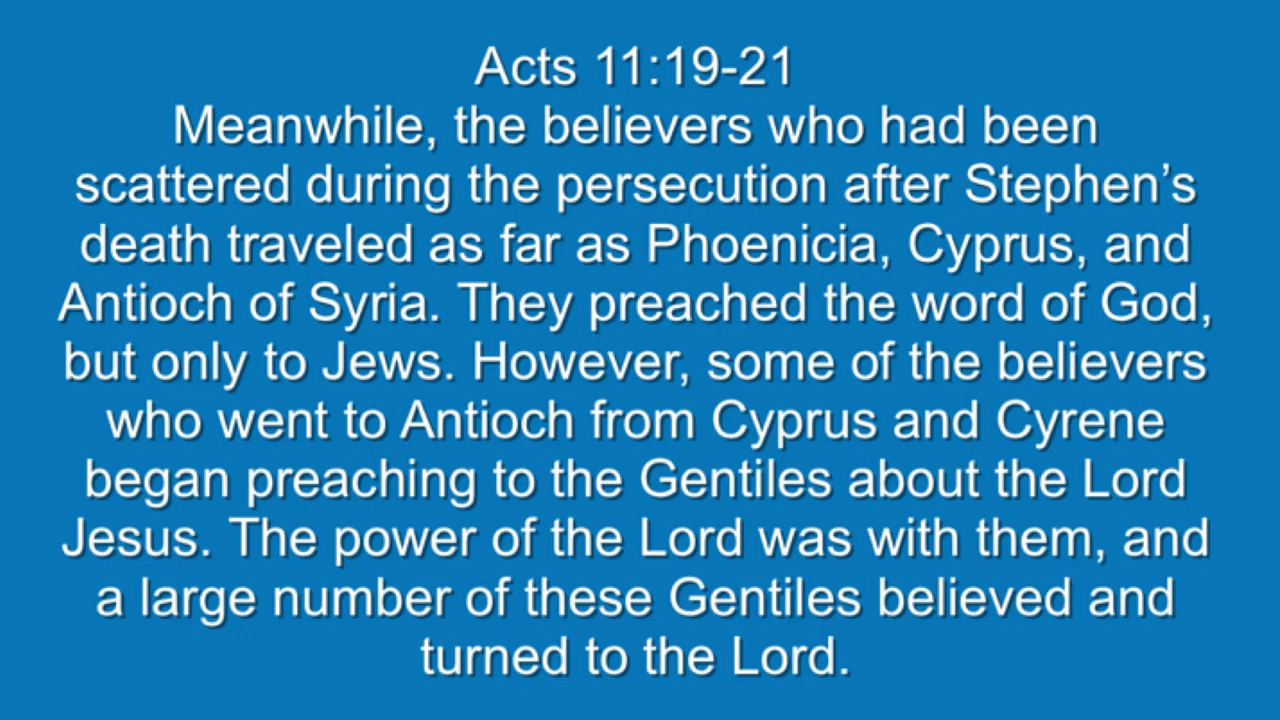 Acts 11:19-21
Meanwhile, the believers who had been
scattered during the persecution after Stephen’s
death traveled as far as Phoenicia, Cyprus, and
Antioch of Syria. They preached the word of God,
but only to Jews. However, some of the believers
who went to Antioch from Cyprus and Cyrene
began preaching to the Gentiles about the Lord
Jesus. The power of the Lord was with them, and
a large number of these Gentiles believed and
turned to the Lord.